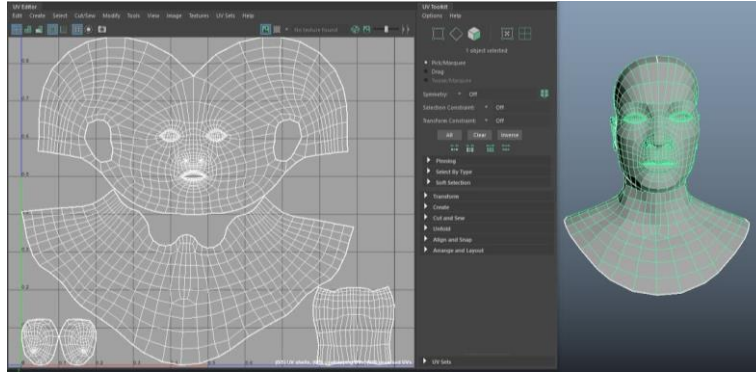 UV Editor
Edit Create Select Cut/Sew Modify Tools View Image Textures UV Sets Help
No texture found
UV Toolkit
Options Help
1 object selected
Pick/Marquee
Drag
Tweak/Marquee
Symmetry: Off
Selection Constraint: Off
Transform Constraint: Off
All Clear Inverse
Pinning
Select By Type
Soft Selection
Transform
Create
Cut and Sew
Unfold
Align and Snap
Arrange and Layout
UV Sets